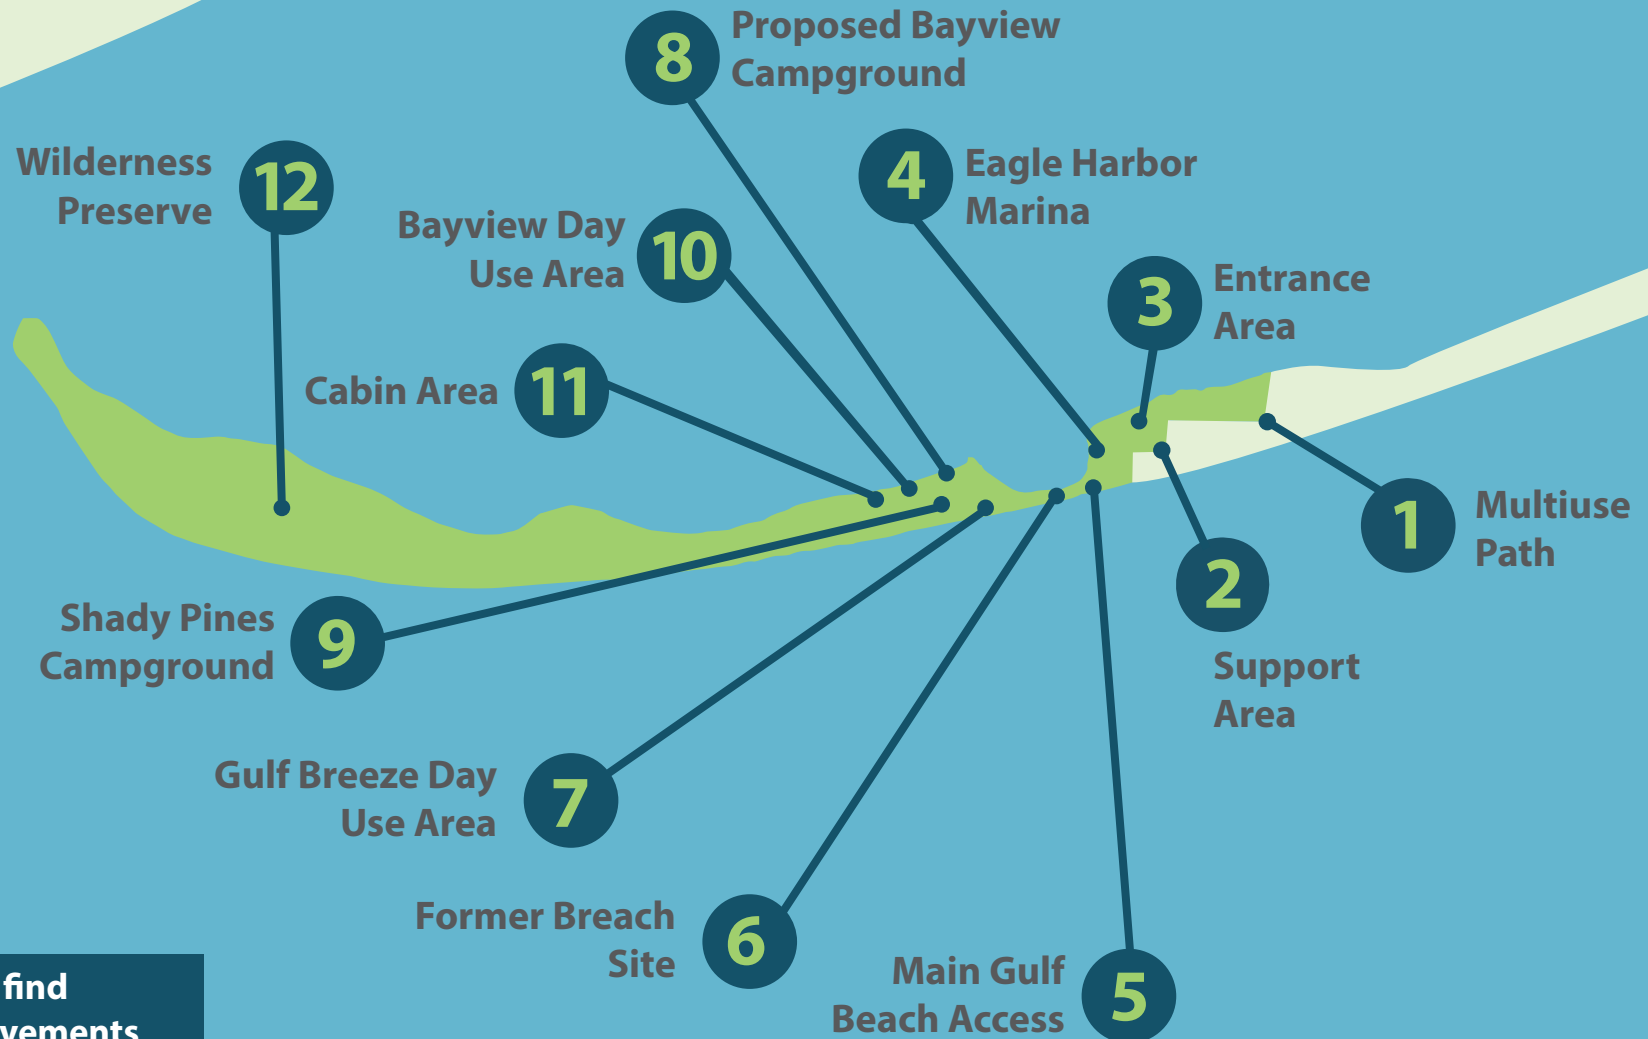 8
Proposed Bayview
Campground
4
Eagle Harbor
Marina
Wilderness
Preserve
12
Bayview Day
Use Area
10
3
Entrance
Area
Cabin Area
11
1
Multiuse
Path
2
Support
Area
Shady Pines
Campground
9
Gulf Breeze Day
Use Area
7
Former Breach
Site
6
Main Gulf
Beach Access
5
find
vements